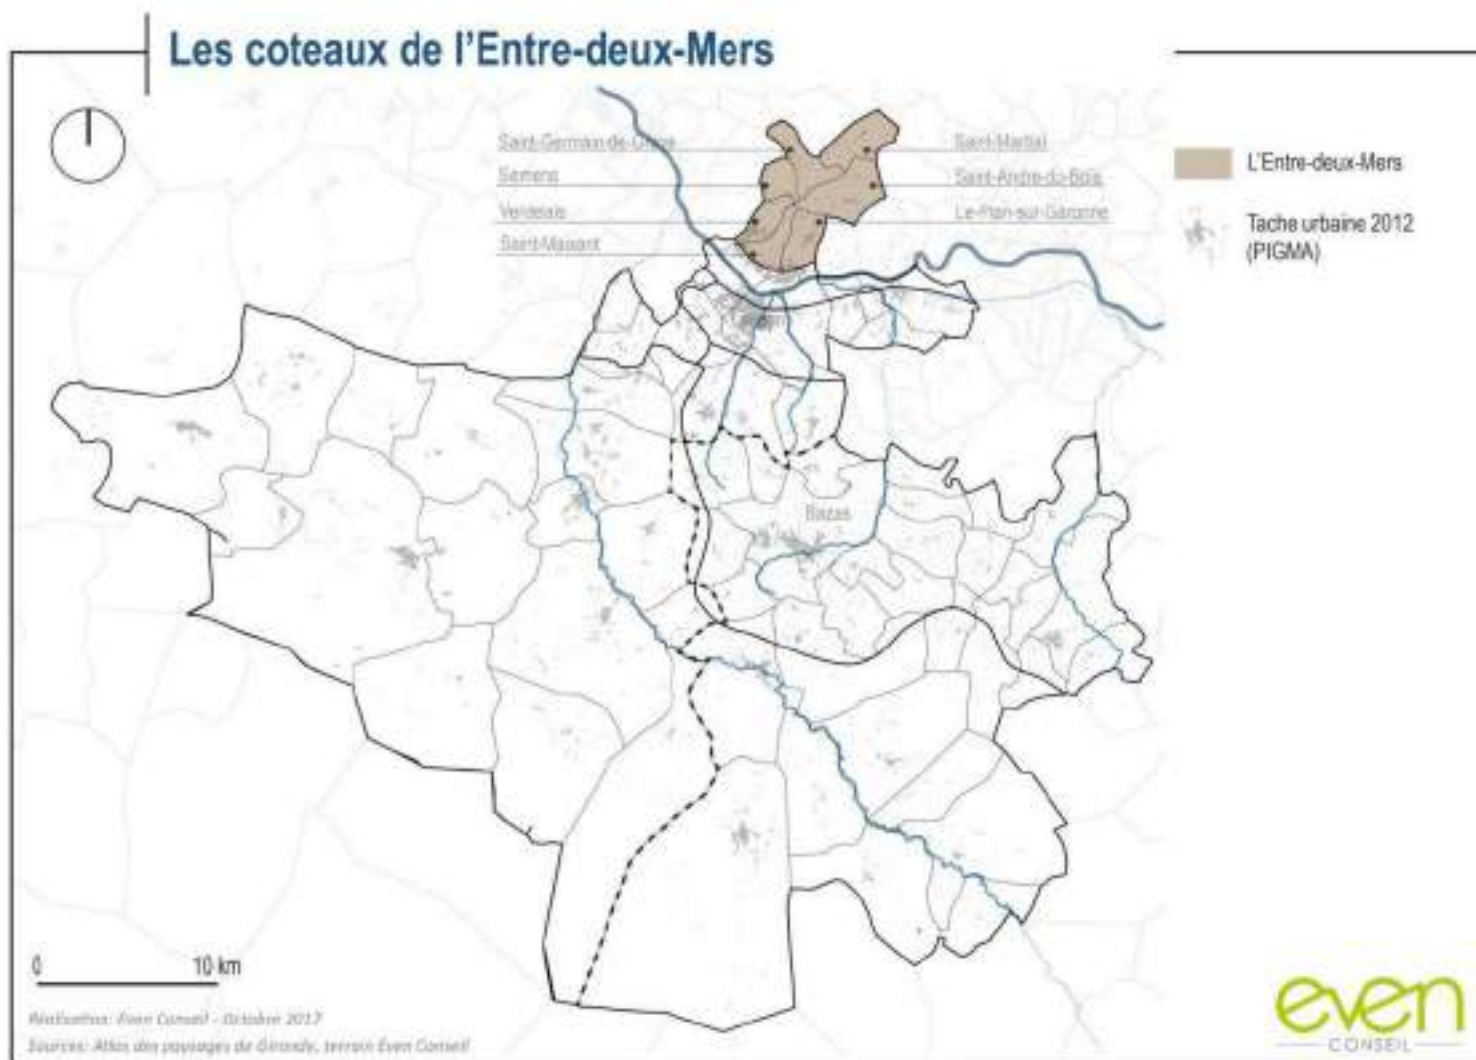 Les coteaux de l'Entre-deux-Mers
Saint-Germain-de-Grave
Saint-Martial
Semens
Saint-André-du-Bois
Verdelais
Le-Pian-sur-Garonne
Saint-Maixant
L'Entre-deux-Mers
Tache urbaine 2012
(PIGMA)
Bazas
0 10 km
Réalisation: Even Conseil - Octobre 2017
Sources: Atlas des paysages de Gironde, terrain Even Conseil
even
CONSEIL